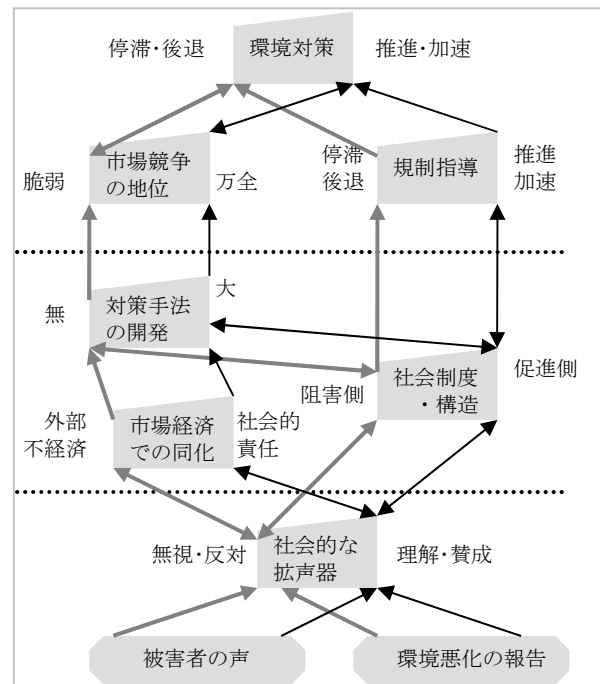 停滞・後退
環境対策
推進・加速
脆弱
市場競争
の地位
万全
停滞
後退
規制指導
推進
加速
無
対策手法
の開発
大
阻害側
社会制度
・構造
促進側
外部
不経済
市場経済
での同化
社会的
責任
無視・反対
社会的な
拡声器
理解・賛成
被害者の声
環境悪化の報告